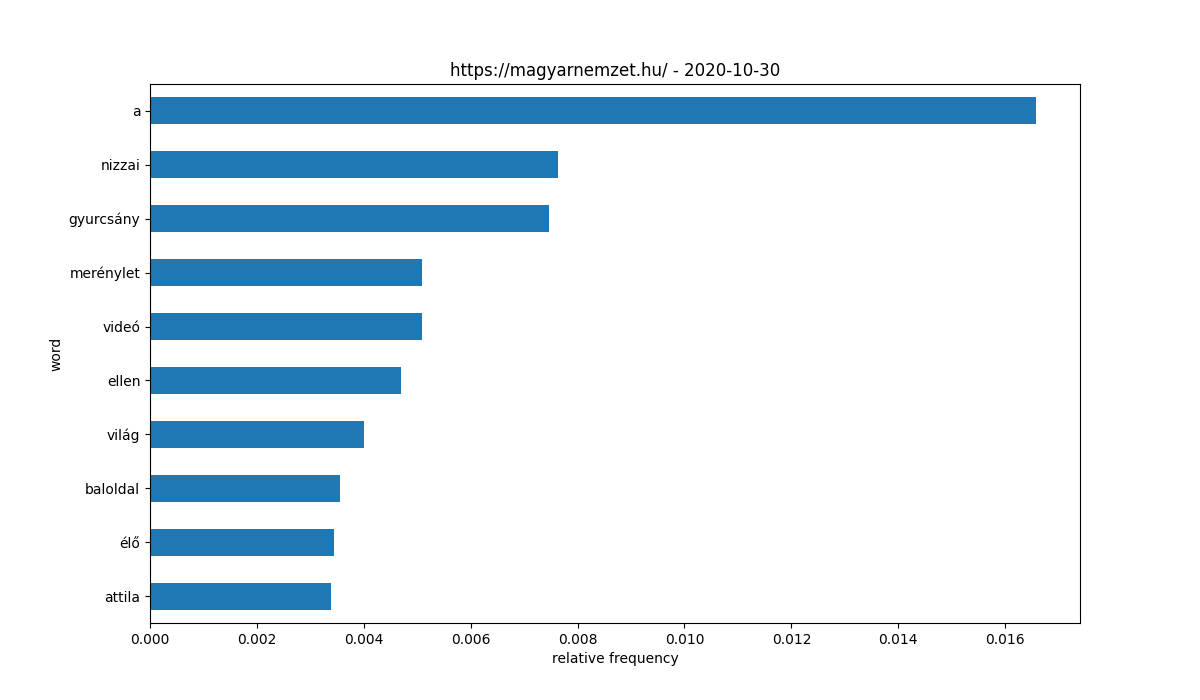 https://magyarnemzet.hu/ - 2020-10-30
a
nizzai
gyurcsány
merénylet
videó
ellen
világ
baloldal
élő
attila
word
0.000 0.002 0.004 0.006 0.008 0.010 0.012 0.014 0.016
relative frequency